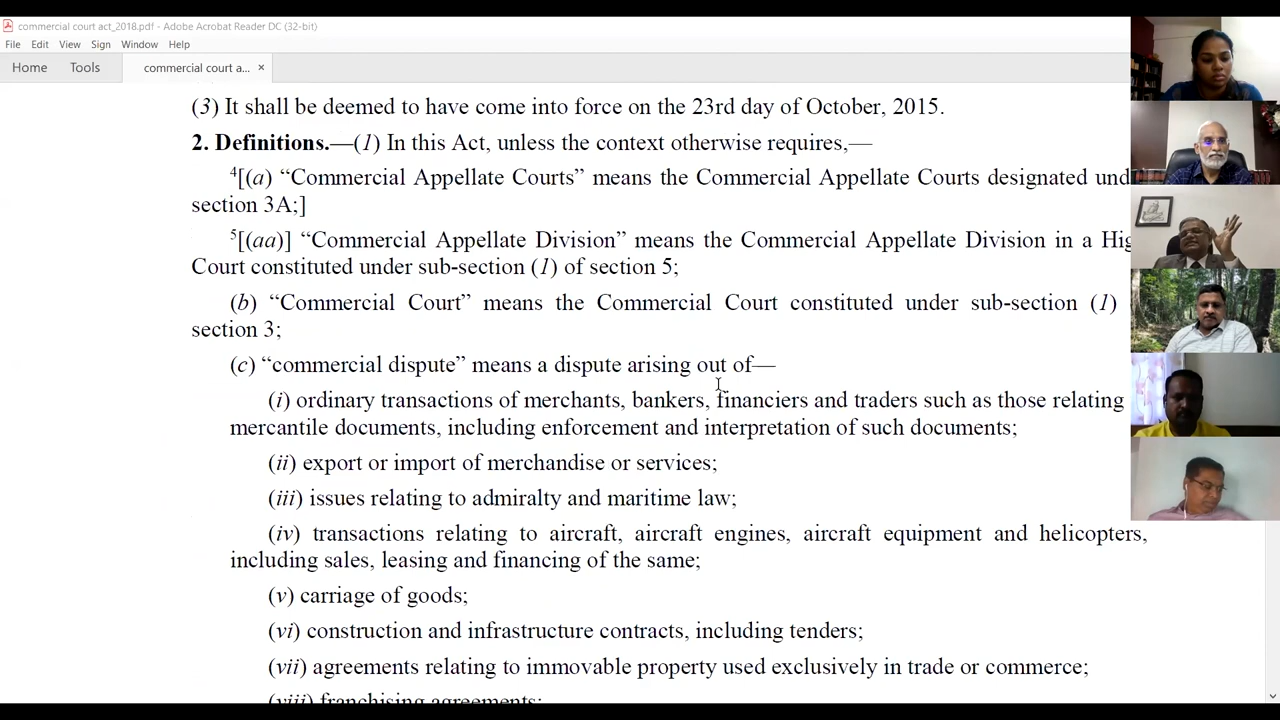 commercial court act_2018.pdf - Adobe Acrobat Reader DC (32-bit)
File Edit View Sign Window Help
Home Tools commercial court a... ×
(3) It shall be deemed to have come into force on the 23rd day of October, 2015.
2. Definitions.—(1) In this Act, unless the context otherwise requires,—
4[(a) “Commercial Appellate Courts” means the Commercial Appellate Courts designated
section 3A;]
5[(aa)] “Commercial Appellate Division” means the Commercial Appellate Division in a
Court constituted under sub-section (1) of section 5;
(b) “Commercial Court” means the Commercial Court constituted under sub-section (1)
section 3;
(c) “commercial dispute” means a dispute arising out of—
(i) ordinary transactions of merchants, bankers, financiers and traders such as those relating
mercantile documents, including enforcement and interpretation of such documents;
(ii) export or import of merchandise or services;
(iii) issues relating to admiralty and maritime law;
(iv) transactions relating to aircraft, aircraft engines, aircraft equipment and helicopters,
including sales, leasing and financing of the same;
(v) carriage of goods;
(vi) construction and infrastructure contracts, including tenders;
(vii) agreements relating to immovable property used exclusively in trade or commerce;
(viii) franchising agreements;